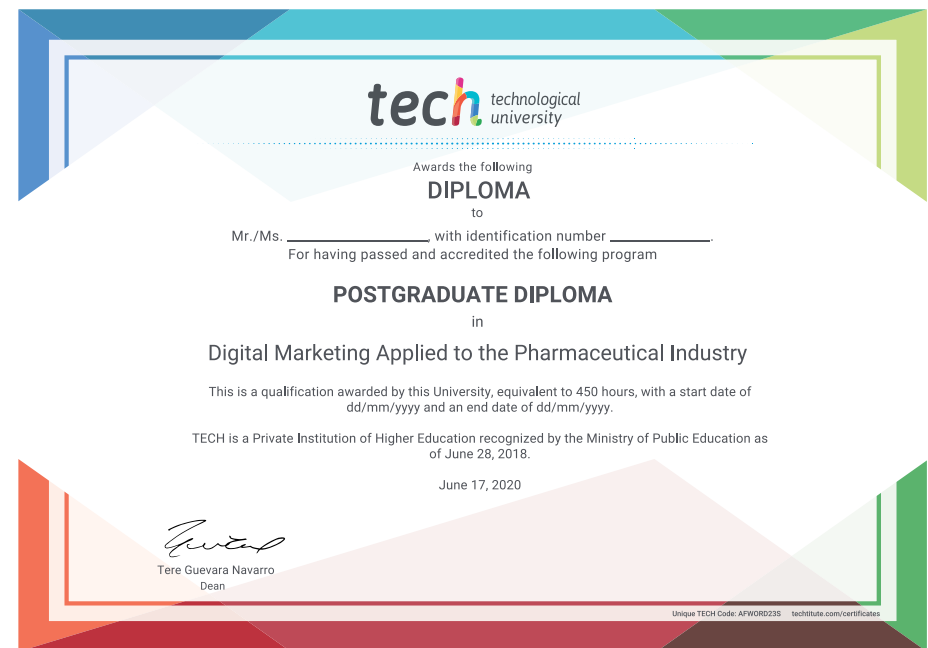 tech technological
university
Awards the following
DIPLOMA
to
Mr./Ms. ____________, with identification number ____________.
For having passed and accredited the following program
POSTGRADUATE DIPLOMA
in
Digital Marketing Applied to the Pharmaceutical Industry
This is a qualification awarded by this University, equivalent to 450 hours, with a start date of
dd/mm/yyyy and an end date of dd/mm/yyyy.
TECH is a Private Institution of Higher Education recognized by the Ministry of Public Education as
of June 28, 2018.
June 17, 2020
Tere Guevara Navarro
Dean
Unique TECH Code: AFWORD23S techtitute.com/certificates